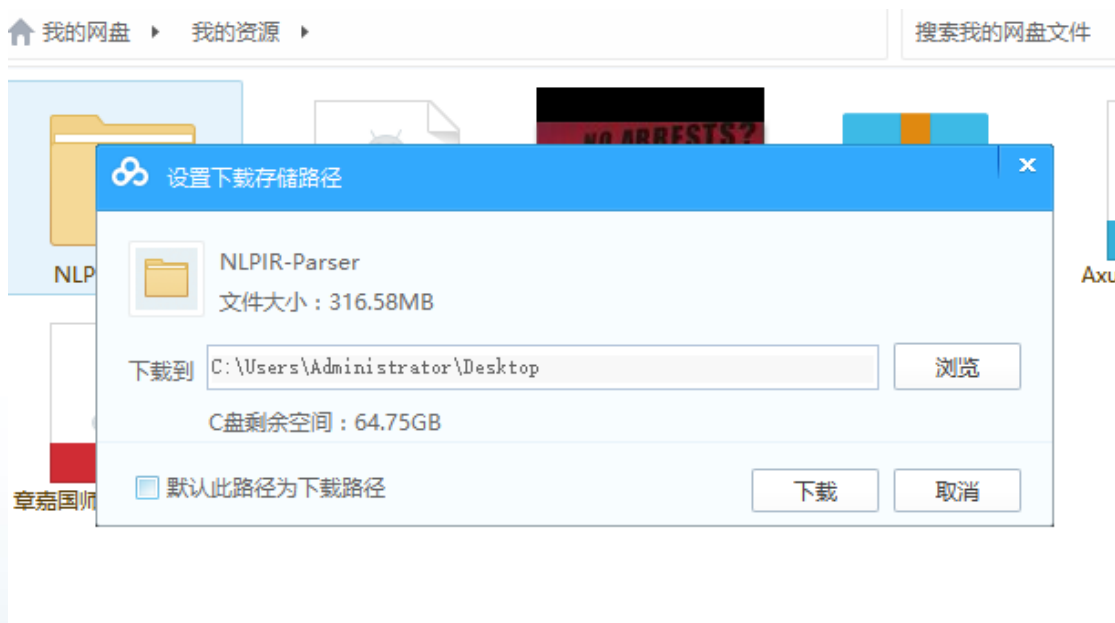 我的网盘 我的资源
搜索我的网盘文件
NO ARRESTS?
设置下载存储路径
NLP
Axu
NLPIR-Parser
文件大小：316.58MB
下载到 C:\Users\Administrator\Desktop 浏览
C盘剩余空间：64.75GB
默认此路径为下载路径 下载 取消
章嘉国师